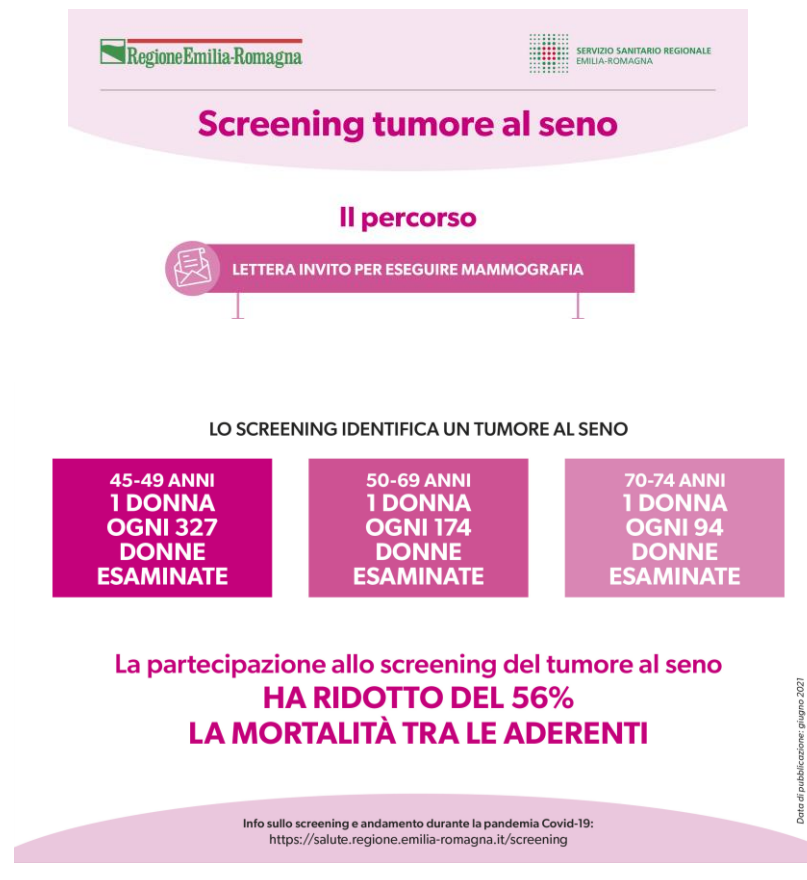 RegioneEmilia-Romagna
SERVIZIO SANITARIO REGIONALE
EMILIA-ROMAGNA
Screening tumore al seno
Il percorso
LETTERA INVITO PER ESEGUIRE MAMMOGRAFIA
LO SCREENING IDENTIFICA UN TUMORE AL SENO
45-49 ANNI
1 DONNA
OGNI 327
DONNE
ESAMINATE
50-69 ANNI
1 DONNA
OGNI 174
DONNE
ESAMINATE
70-74 ANNI
1 DONNA
OGNI 94
DONNE
ESAMINATE
La partecipazione allo screening del tumore al seno
HA RIDOTTO DEL 56%
LA MORTALITÀ TRA LE ADERENTI
Data di pubblicazione: giugno 2021
Info sullo screening e andamento durante la pandemia Covid-19:
https://salute.regione.emilia-romagna.it/screening